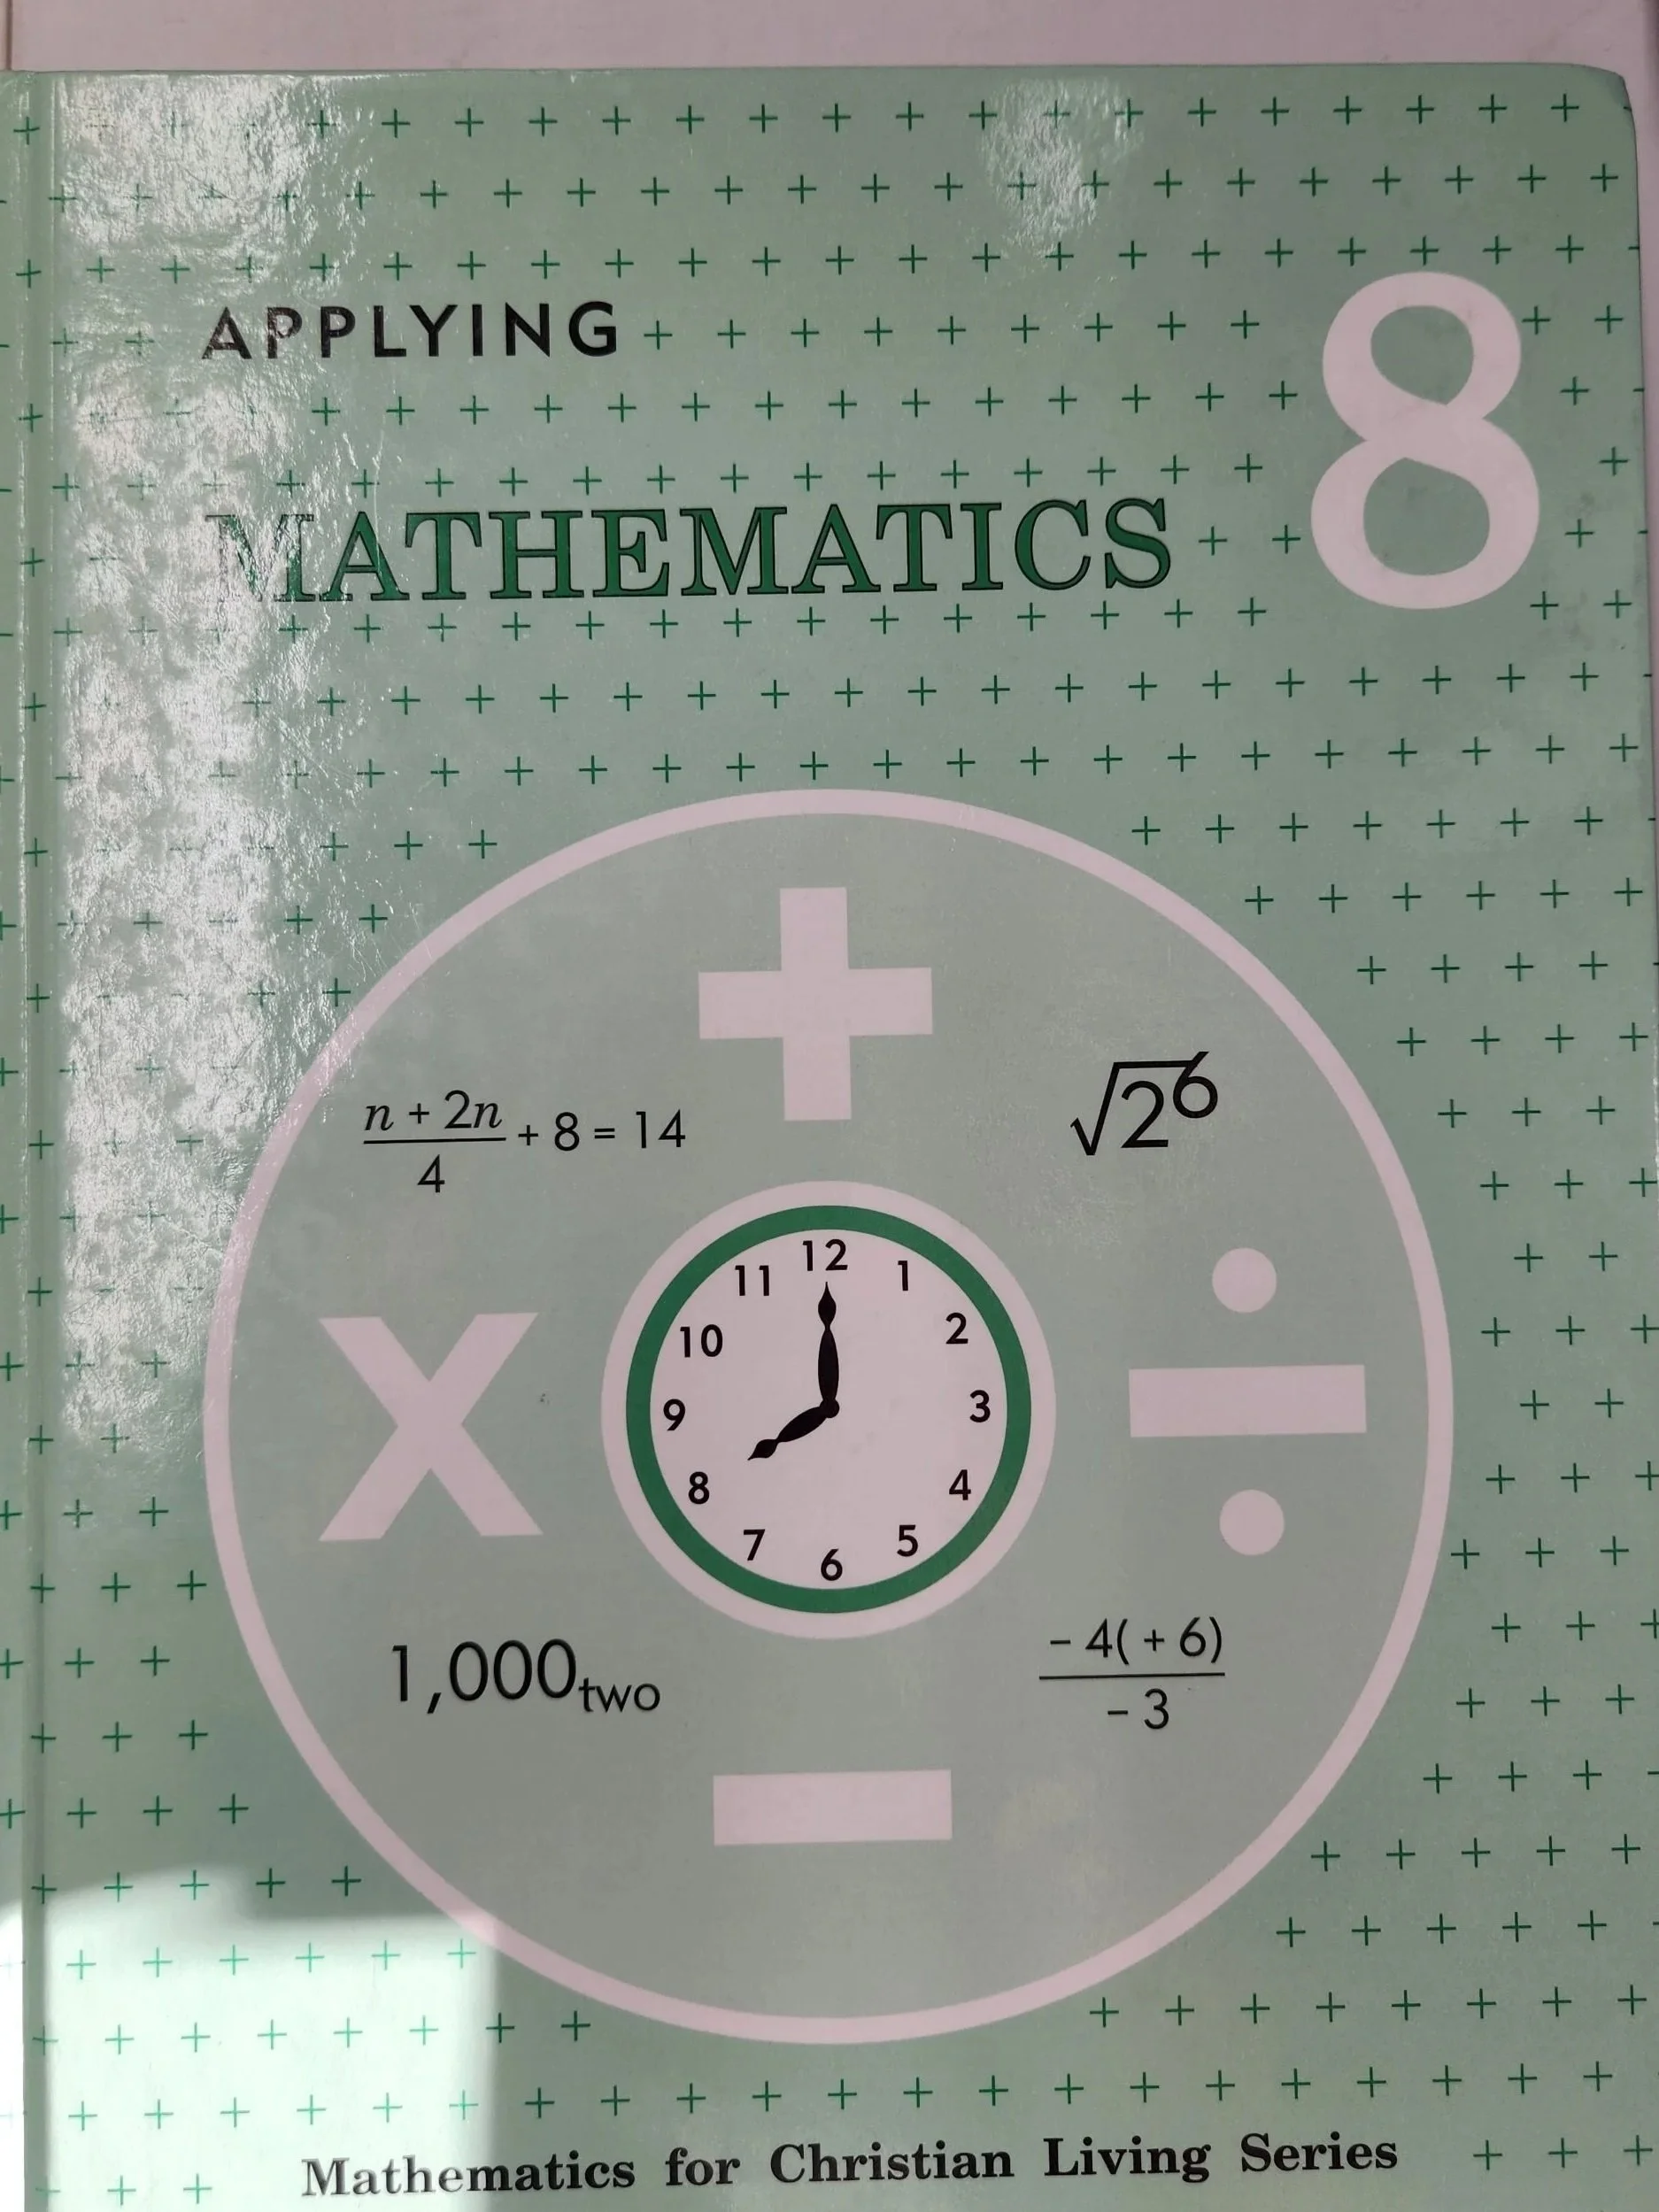 APPLYING
8
MATHEMATICS
n + 2n
4
+ 8 = 14
√2⁶
12
11
1
10
2
9
3
8
4
7
5
6
1,000two
- 4( + 6)
- 3
Mathematics for Christian Living Series